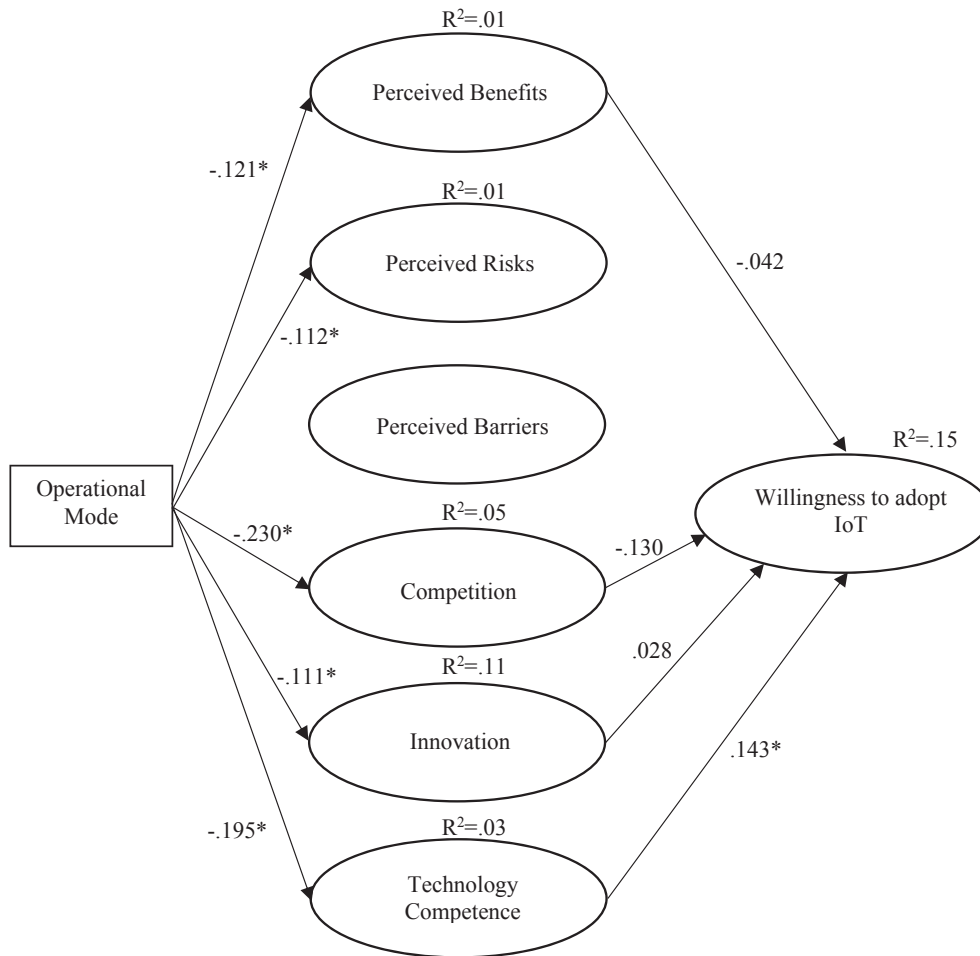 R²=.01
Perceived Benefits
-.121*
R²=.01
Perceived Risks
-.042
-.112*
Perceived Barriers
R²=.15
Operational
Mode
Willingness to adopt
IoT
R²=.05
-.230*
-.130
Competition
.028
-.111*
R²=.11
Innovation
.143*
-.195*
R²=.03
Technology
Competence